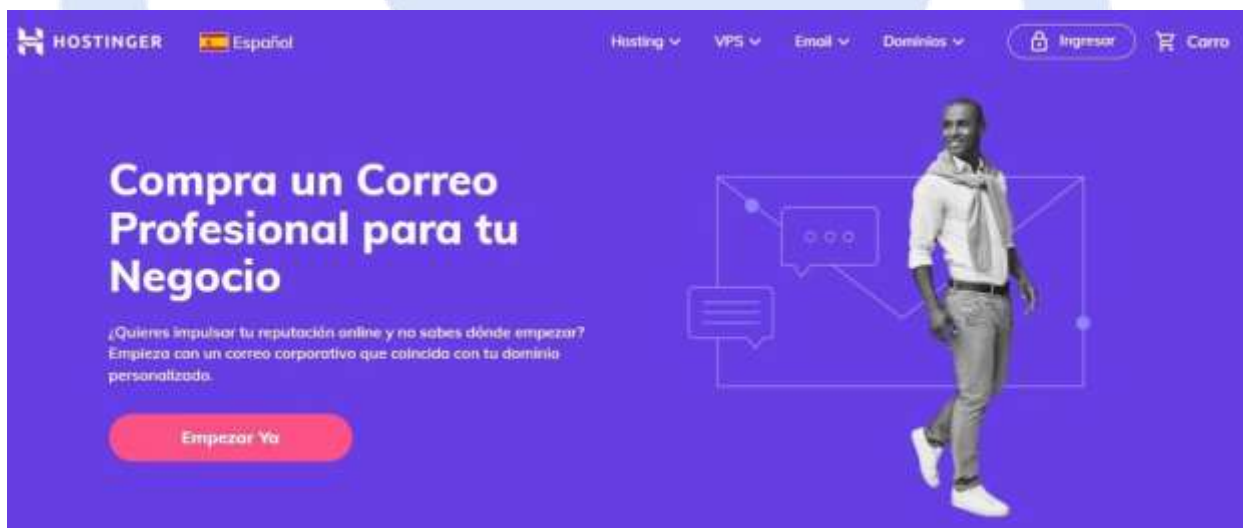 HOSTINGER Español Hosting VPS Email Dominios Ingresar Carro
Compra un Correo
Profesional para tu
Negocio
¿Quieres impulsar tu reputación online y no sabes dónde empezar?
Empieza con un correo corporativo que coincida con tu dominio
personalizado.
Empezar Ya